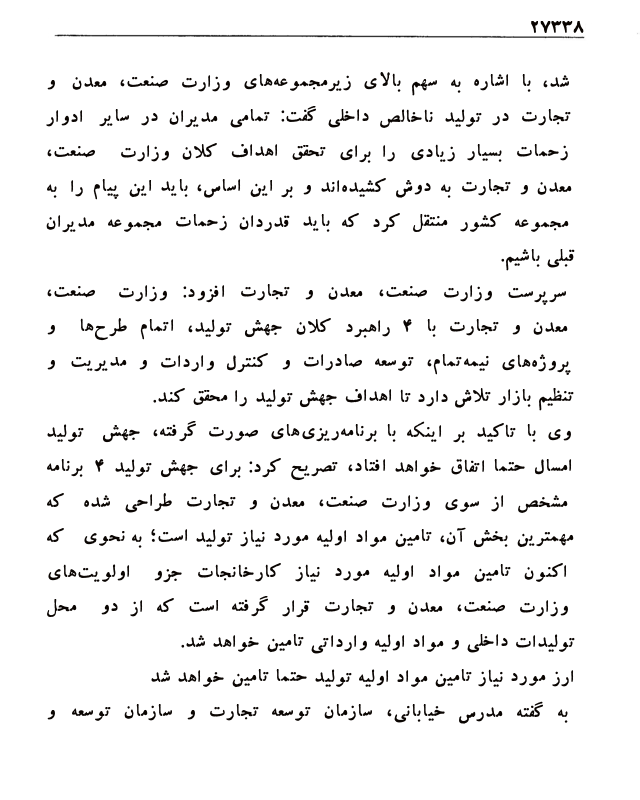 ۲۷۳۳۸
شد، با اشاره به سهم بالای زیرمجموعه‌های وزارت صنعت، معدن و
تجارت در تولید ناخالص داخلی گفت: تمامی مدیران در سایر ادوار
زحمات بسیار زیادی را برای تحقق اهداف کلان وزارت صنعت،
معدن و تجارت به دوش کشیده‌اند و بر این اساس، باید این پیام را به
مجموعه کشور منتقل کرد که باید قدردان زحمات مجموعه مدیران
قبلی باشیم.
سرپرست وزارت صنعت، معدن و تجارت افزود: وزارت صنعت،
معدن و تجارت با ۴ راهبرد کلان جهش تولید، اتمام طرح‌ها و
پروژه‌های نیمه‌تمام، توسعه صادرات و کنترل واردات و مدیریت و
تنظیم بازار تلاش دارد تا اهداف جهش تولید را محقق کند.
وی با تاکید بر اینکه با برنامه‌ریزی‌های صورت گرفته، جهش تولید
امسال حتما اتفاق خواهد افتاد، تصریح کرد: برای جهش تولید ۴ برنامه
مشخص از سوی وزارت صنعت، معدن و تجارت طراحی شده که
مهمترین بخش آن، تامین مواد اولیه مورد نیاز تولید است؛ به نحوی که
اکنون تامین مواد اولیه مورد نیاز کارخانجات جزو اولویت‌های
وزارت صنعت، معدن و تجارت قرار گرفته است که از دو محل
تولیدات داخلی و مواد اولیه وارداتی تامین خواهد شد.
ارز مورد نیاز تامین مواد اولیه تولید حتما تامین خواهد شد
به گفته مدرس خیابانی، سازمان توسعه تجارت و سازمان توسعه و